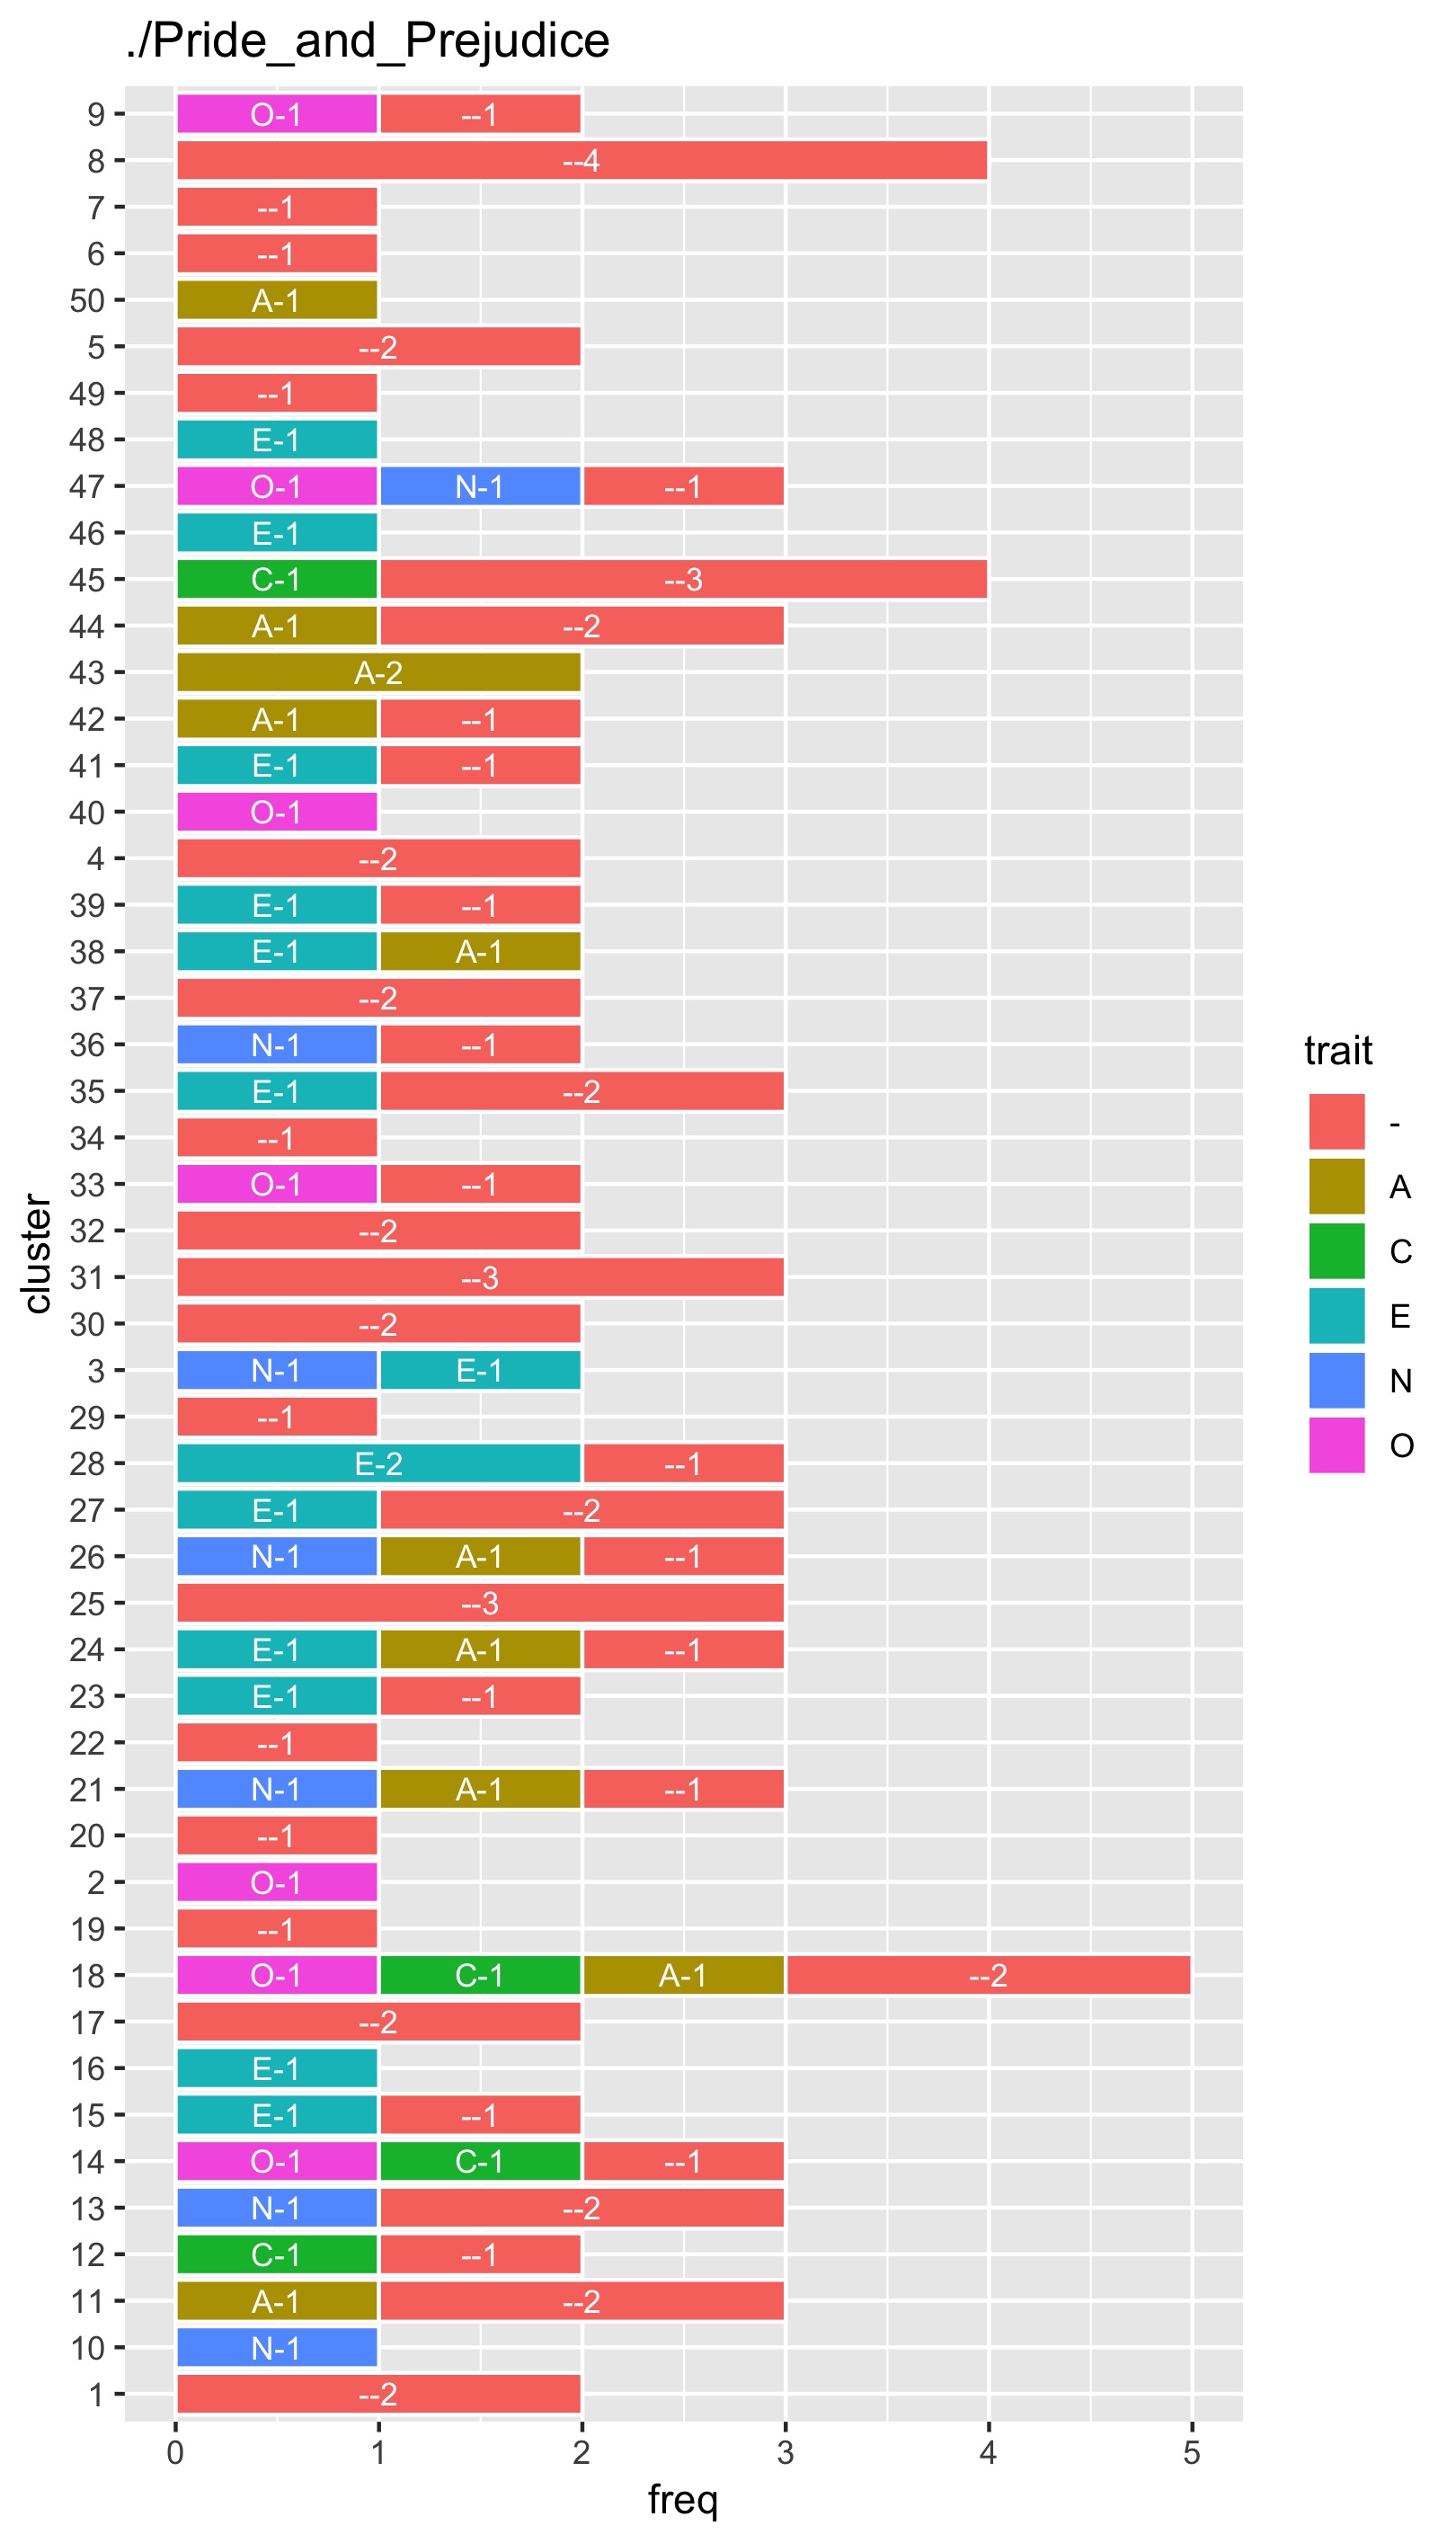 ./Pride_and_Prejudice
9 O-1 --1
8 --4
7 --1
6 --1
50 A-1
5 --2
49 --1
48 E-1
47 O-1 N-1 --1
46 E-1
45 C-1 --3
44 A-1 --2
43 A-2
42 A-1 --1
41 E-1 --1
40 O-1
4 --2
39 E-1 --1
38 E-1 A-1
37 --2
36 N-1 --1
35 E-1 --2
34 --1
33 O-1 --1
32 --2
31 --3
30 --2
3 N-1 E-1
29 --1
28 E-2 --1
27 E-1 --2
26 N-1 A-1 --1
25 --3
24 E-1 A-1 --1
23 E-1 --1
22 --1
21 N-1 A-1 --1
20 --1
2 O-1
19 --1
18 O-1 C-1 A-1 --2
17 --2
16 E-1
15 E-1 --1
14 O-1 C-1 --1
13 N-1 --2
12 C-1 --1
11 A-1 --2
10 N-1
1 --2
0 1 2 3 4 5
freq
cluster
trait
-
A
C
E
N
O